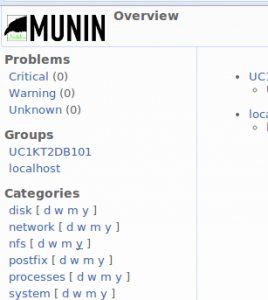 MUNIN Overview
Problems
Critical (0)
Warning (0)
Unknown (0)
Groups
UC1KT2DB101
localhost
Categories
disk [ d w m y ]
network [ d w m y ]
nfs [ d w m y ]
postfix [ d w m y ]
processes [ d w m y ]
system [ d w m y ]
• UC1
• loca